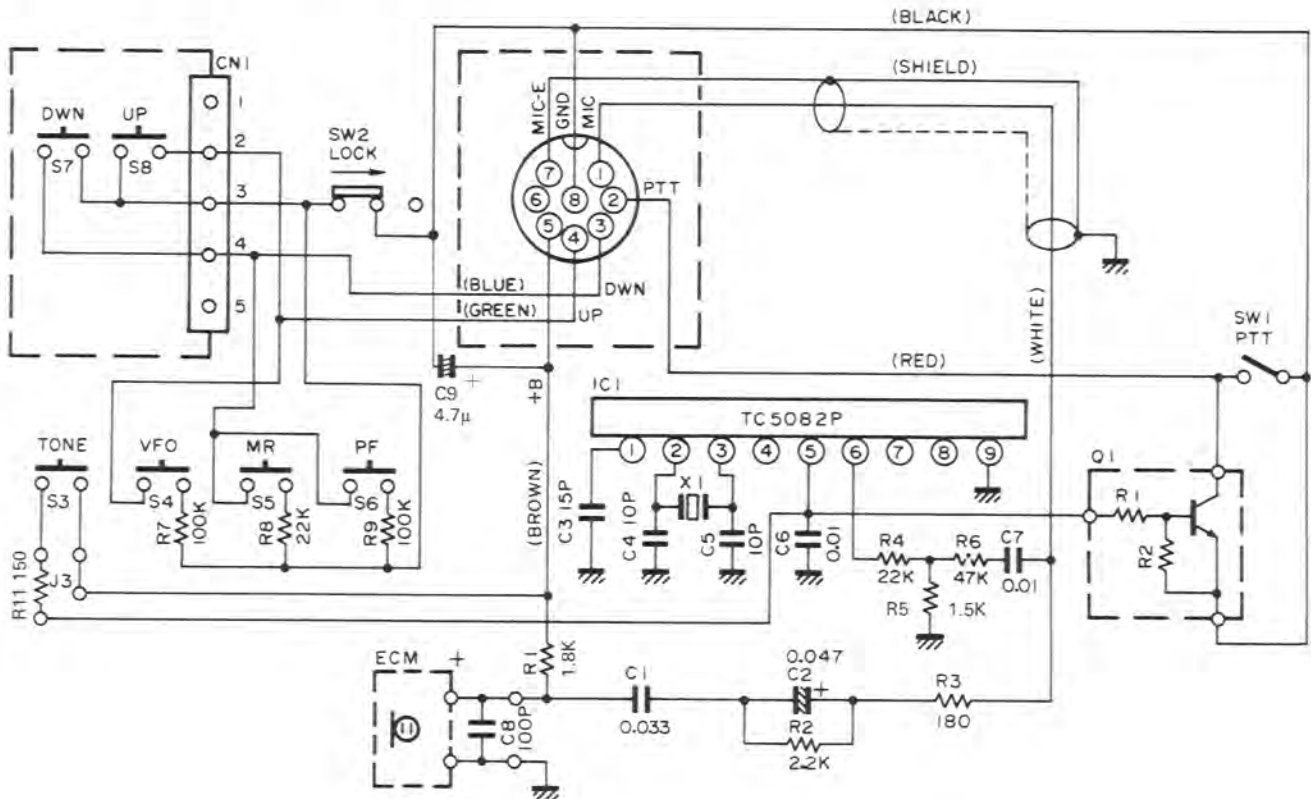 (BLACK)
CN1
(SHIELD)
1
DWN
UP
MIC-E
GND
MIC
2
SW2
LOCK
S7
S8
7
1
PTT
3
6
8
2
5
3
4
4
(BLUE)
DWN
5
(GREEN)
UP
(WHITE)
SW1
PTT
(RED)
C9
4.7μ
+
+B
IC1
TC5082P
1
2
3
4
5
6
7
8
9
TONE
VFO
MR
PF
S3
S4
S5
S6
R7
100K
R8
22K
R9
100K
(BROWN)
C3 15P
C4 10P
X1
C5
10P
C6
0.01
R4
22K
R6
47K
C7
0.01
R5
1.5K
Q1
R1
R2
R11 150
J3
ECM
+
R1
1.8K
C8
100P
C1
0.033
0.047
C2
+
R2
2.2K
R3
180